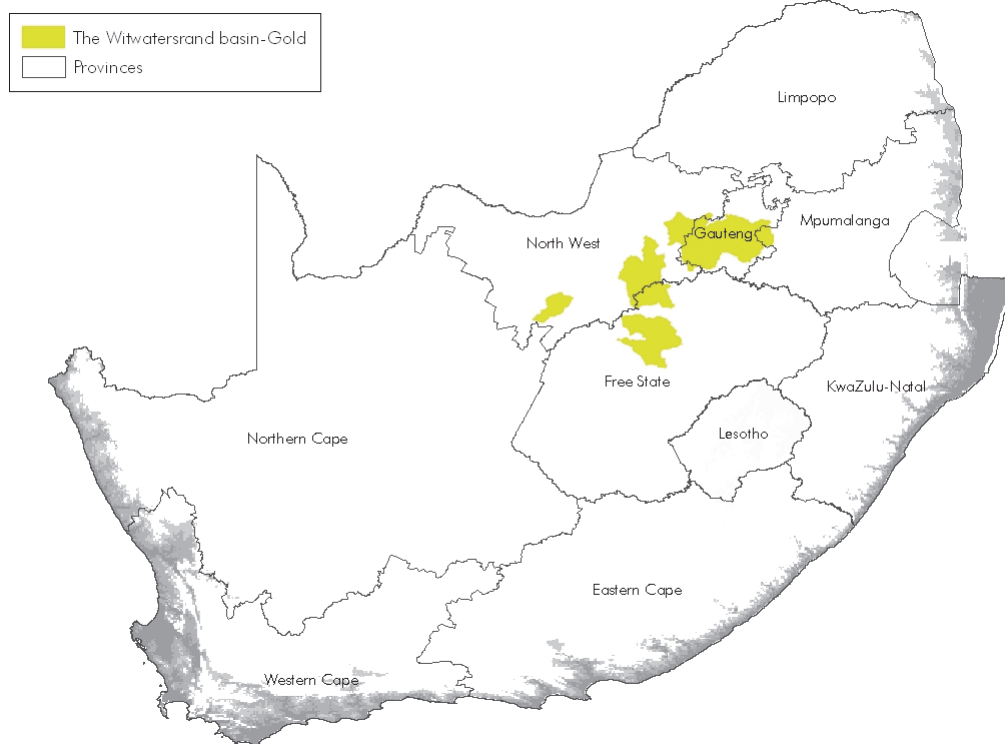 The Witwatersrand basin-Gold
Provinces
Limpopo
Mpumalanga
Gauteng
North West
Free State
KwaZulu-Natal
Lesotho
Northern Cape
Eastern Cape
Western Cape